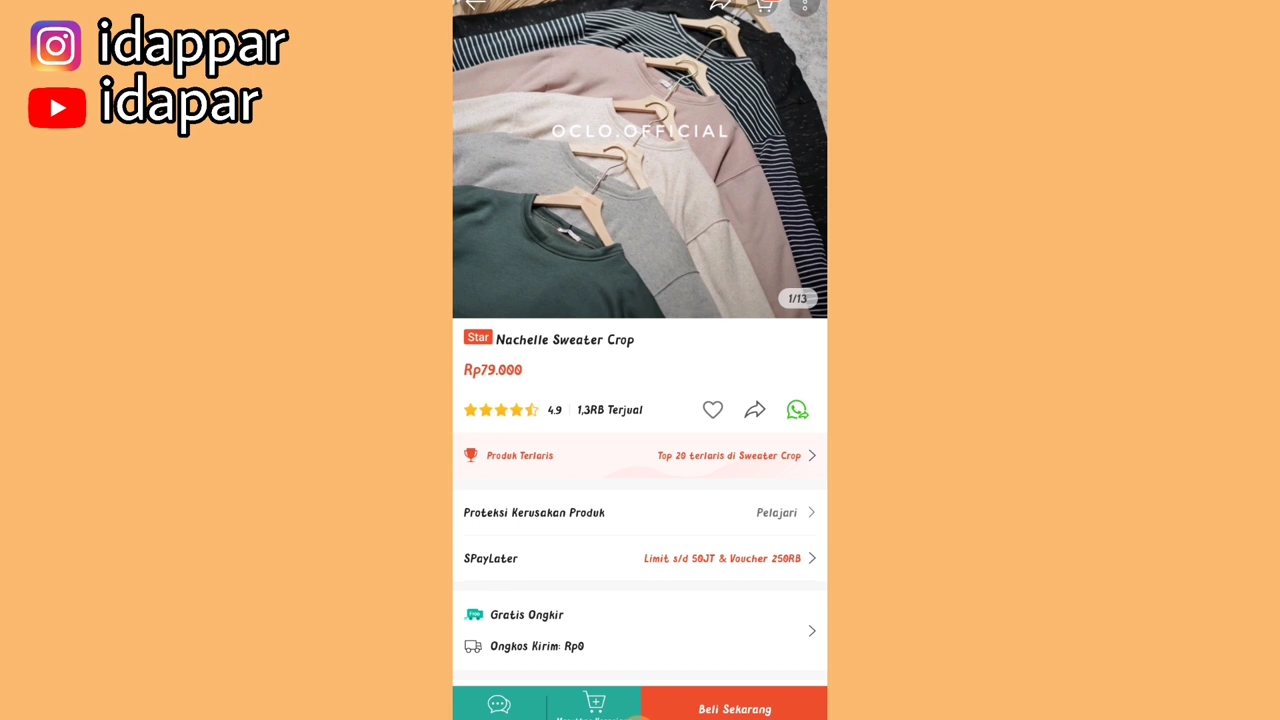 idappar
idapar
OCLO.OFFICIAL
1/13
Star Nachelle Sweater Crop
Rp79.000
4.9 1,3RB Terjual
Produk Terlaris Top 20 terlaris di Sweater Crop
Proteksi Kerusakan Produk Pelajari
SPayLater Limit s/d 50JT & Voucher 250RB
Gratis Ongkir
Ongkos Kirim: Rp0
Beli Sekarang